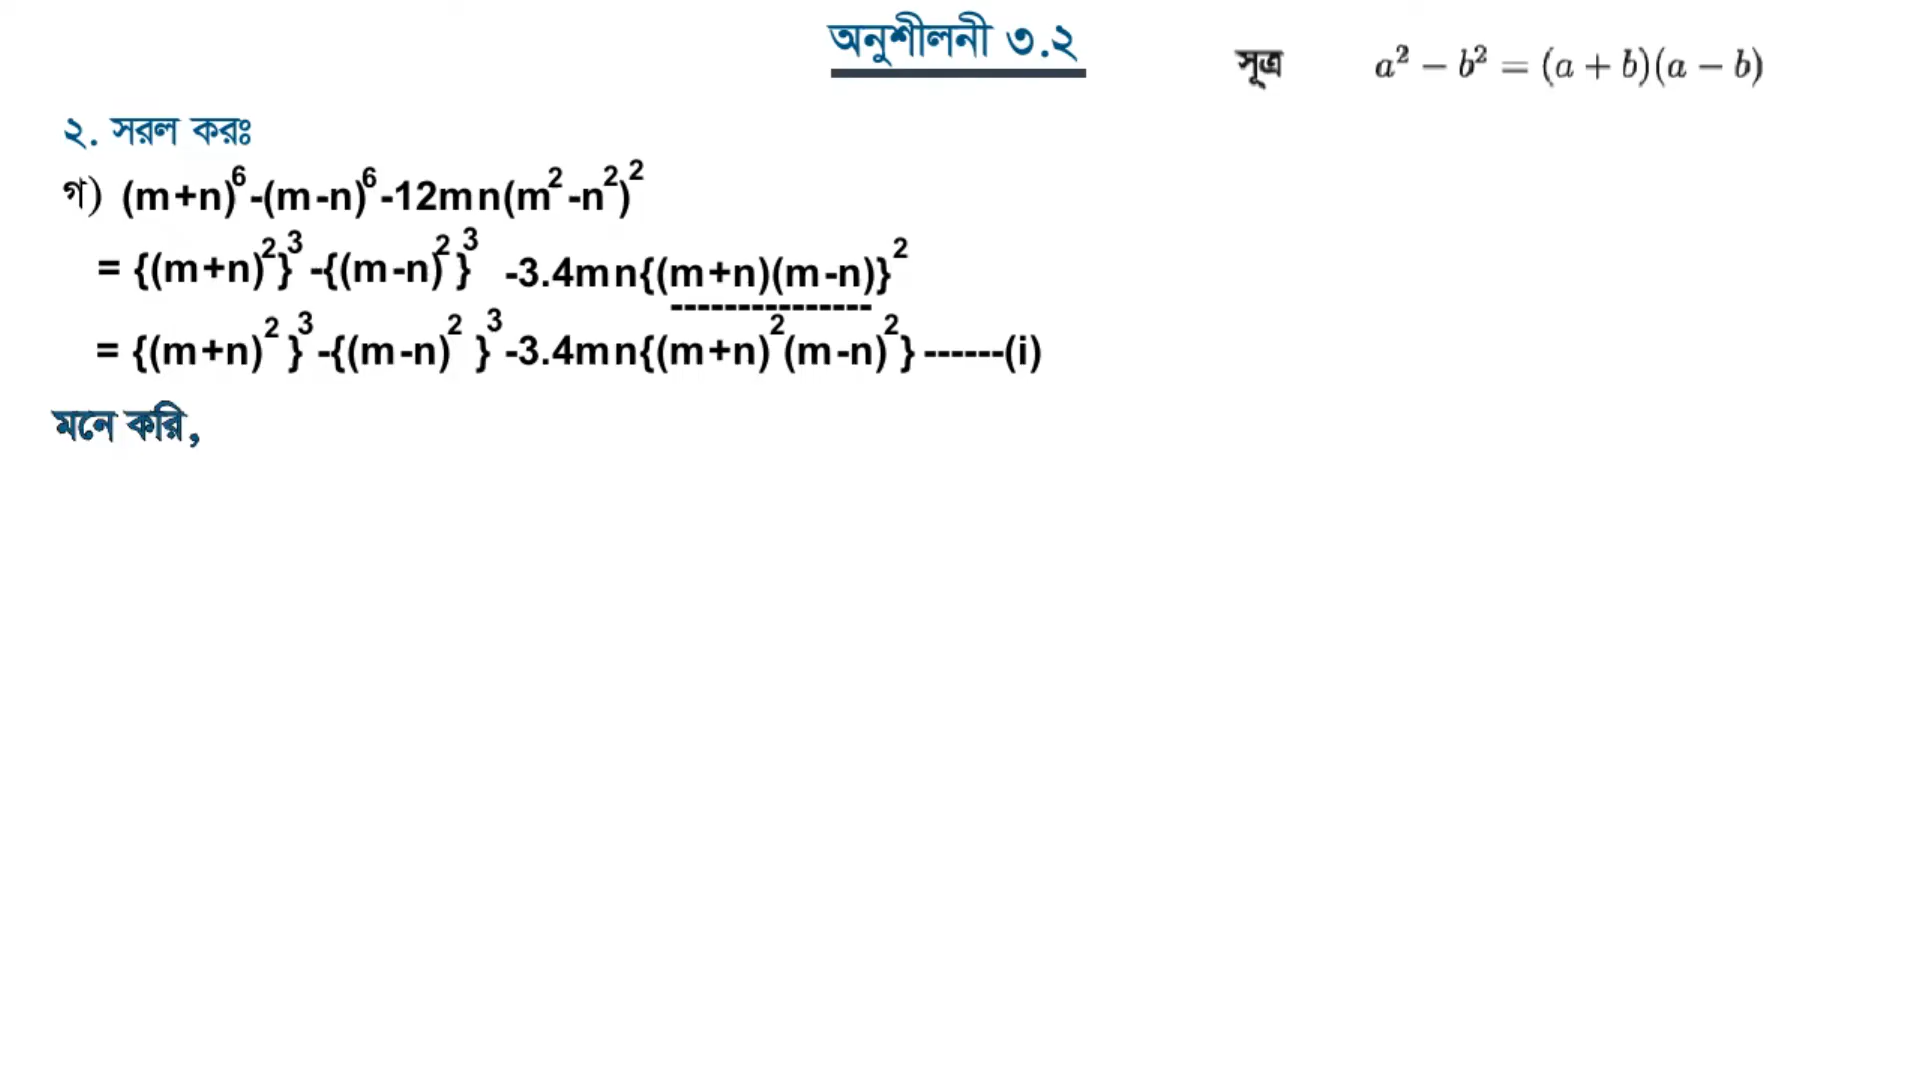 অনুশীলনী ৩.২
সূত্র a² − b² = (a + b)(a − b)
২. সরল করঃ
গ) (m+n)⁶-(m-n)⁶-12mn(m²-n²)²
= {(m+n)²}³-{(m-n)²}³ -3.4mn{(m+n)(m-n)}²
---------------
= {(m+n)²}³-{(m-n)²}³-3.4mn{(m+n)²(m-n)²}------(i)
মনে করি,